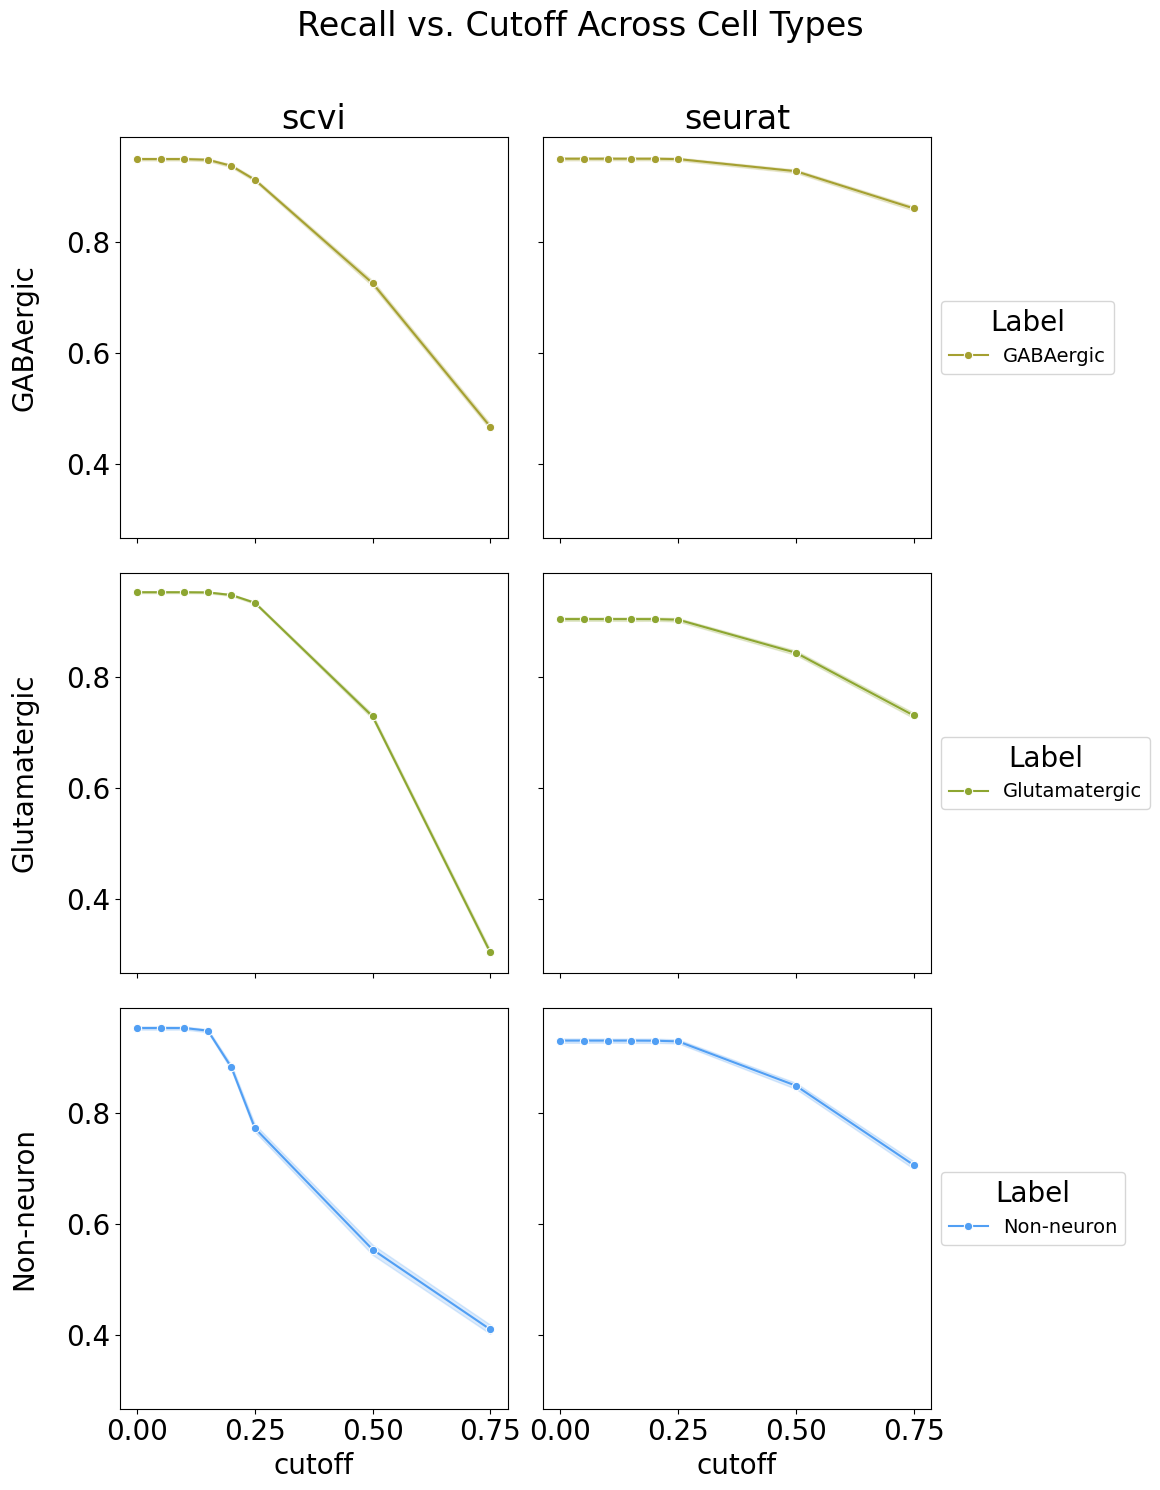 Recall vs. Cutoff Across Cell Types
scvi
seurat
GABAergic
0.8
0.6
0.4
Label
GABAergic
Glutamatergic
0.8
0.6
0.4
Label
Glutamatergic
Non-neuron
0.8
0.6
0.4
Label
Non-neuron
0.00 0.25 0.50 0.75
0.00 0.25 0.50 0.75
cutoff
cutoff